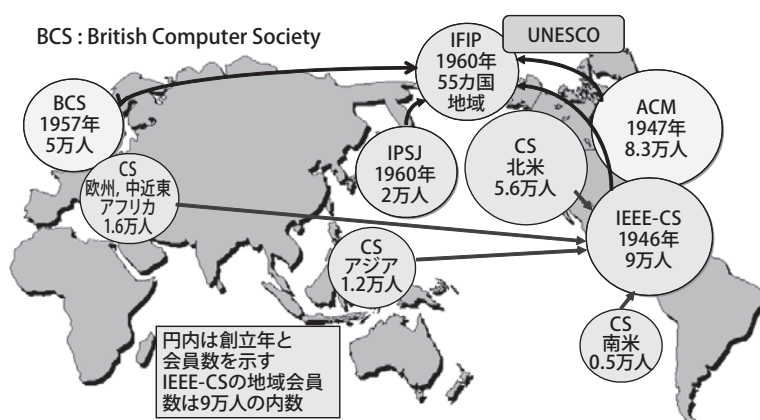 BCS : British Computer Society
UNESCO
IFIP
1960年
55カ国
地域
BCS
1957年
5万人
ACM
1947年
8.3万人
IPSJ
1960年
2万人
CS
北米
5.6万人
CS
欧州, 中近東
アフリカ
1.6万人
IEEE-CS
1946年
9万人
CS
アジア
1.2万人
CS
南米
0.5万人
円内は創立年と
会員数を示す
IEEE-CSの地域会員
数は9万人の内数